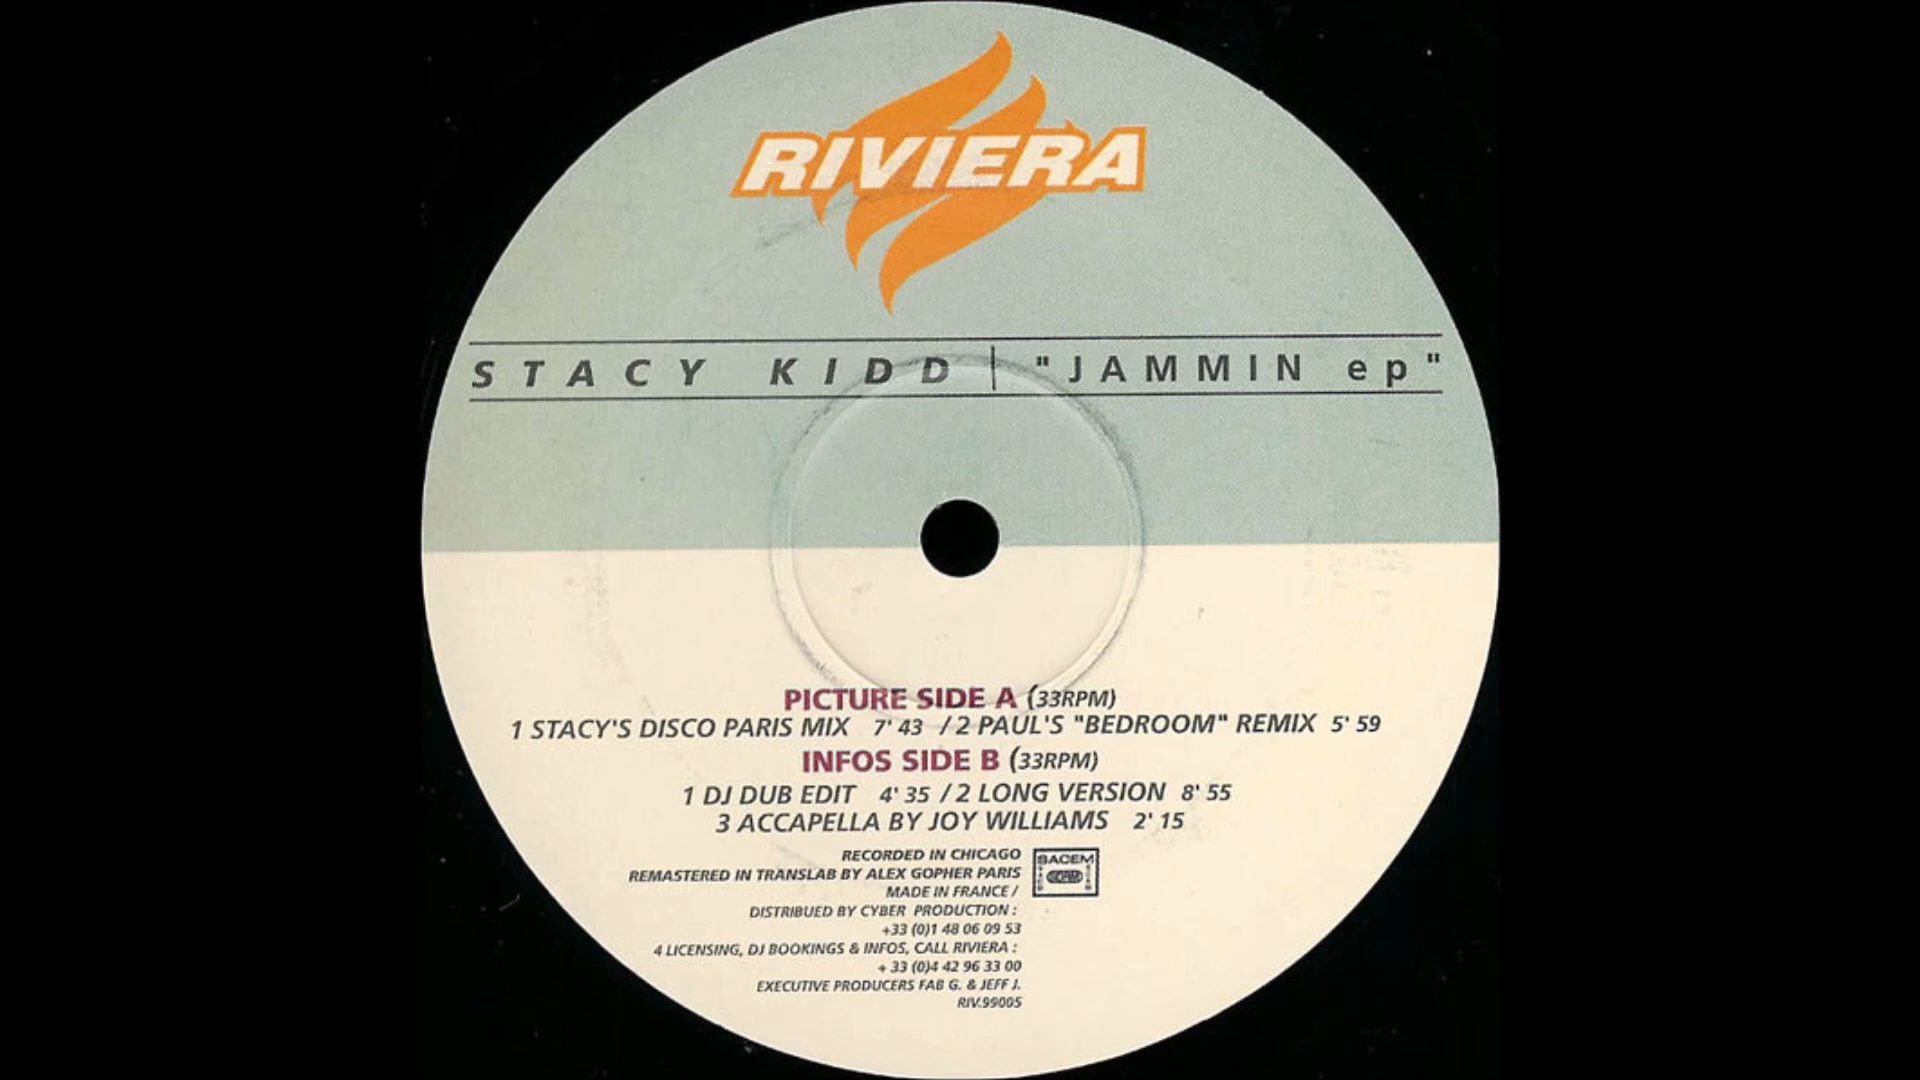 RIVIERA
STACY KIDD | "JAMMIN ep"
PICTURE SIDE A (33RPM)
1 STACY'S DISCO PARIS MIX 7' 43 / 2 PAUL'S "BEDROOM" REMIX 5' 59
INFOS SIDE B (33RPM)
1 DJ DUB EDIT 4' 35 / 2 LONG VERSION 8' 55
3 ACCAPELLA BY JOY WILLIAMS 2' 15
RECORDED IN CHICAGO
REMASTERED IN TRANSLAB BY ALEX GOPHER PARIS
MADE IN FRANCE /
DISTRIBUED BY CYBER PRODUCTION :
+33 (0)1 48 06 09 53
4 LICENSING, DJ BOOKINGS & INFOS, CALL RIVIERA :
+ 33 (0)4 42 96 33 00
EXECUTIVE PRODUCERS FAB G. & JEFF J.
RIV.99005
SACEM